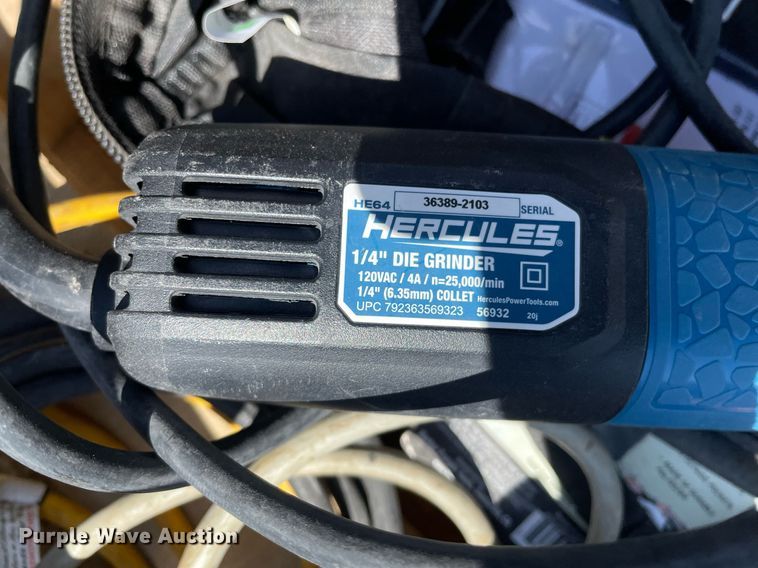 HE64 36389-2103 SERIAL
HERCULES®
1/4" DIE GRINDER
120VAC / 4A / n=25,000/min
1/4" (6.35mm) COLLET HerculesPowerTools.com
UPC 792363569323 56932 20j
Purple Wave Auction